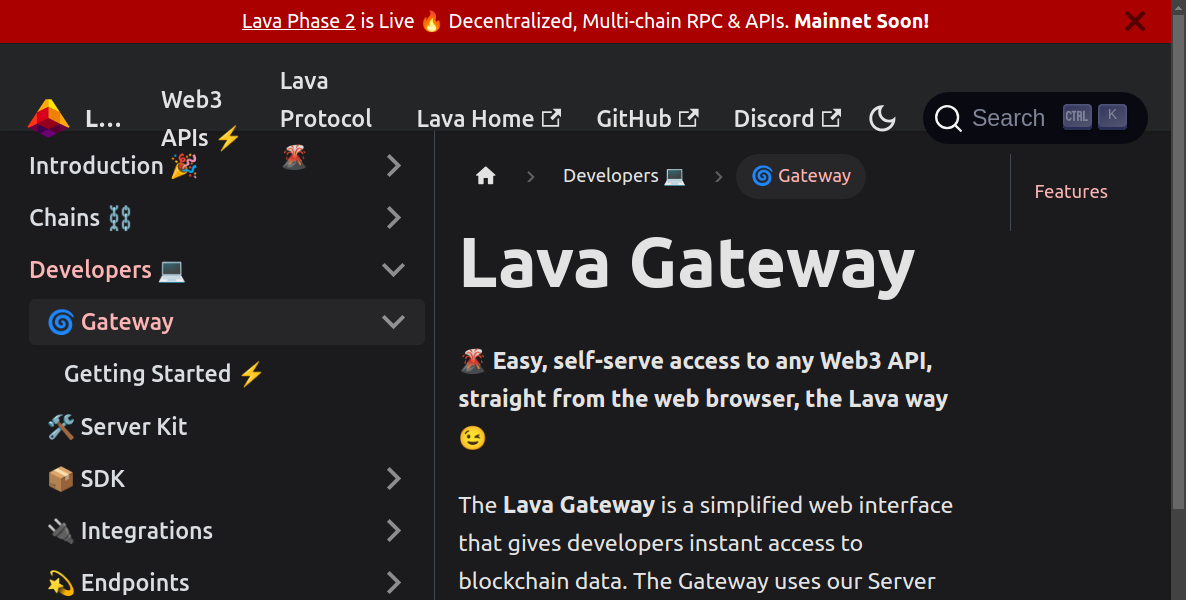 Lava Phase 2 is Live 🔥 Decentralized, Multi-chain RPC & APIs. Mainnet Soon!
L...
Web3
APIs ⚡
Lava
Protocol
🌋
Lava Home
GitHub
Discord
Search
CTRL K
Introduction 🎉
Chains ⛓️
Developers 💻
🌀 Gateway
Getting Started ⚡
🛠️ Server Kit
📦 SDK
🔌 Integrations
💫 Endpoints
Developers 💻
🌀 Gateway
Lava Gateway
🌋 Easy, self-serve access to any Web3 API,
straight from the web browser, the Lava way
😉
The Lava Gateway is a simplified web interface
that gives developers instant access to
blockchain data. The Gateway uses our Server
Features